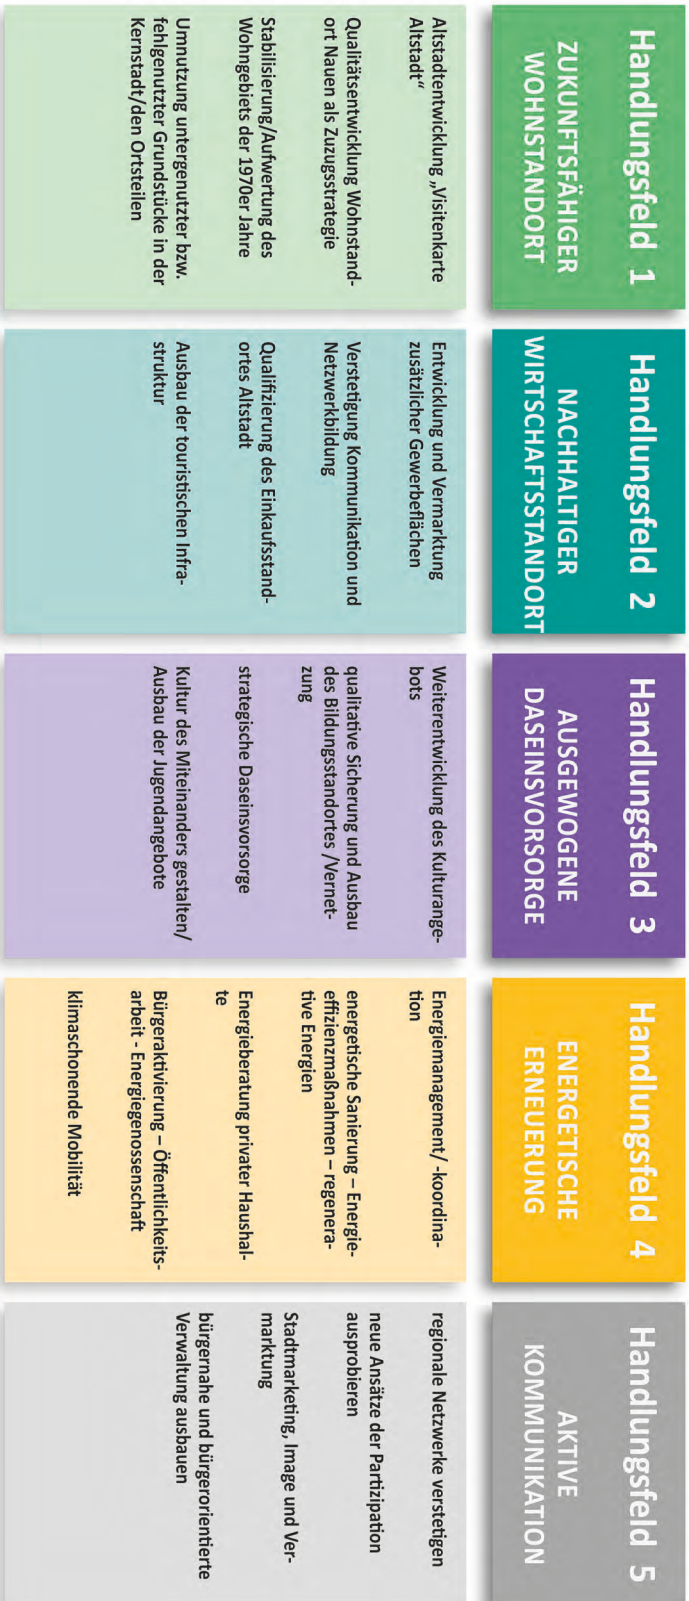 Handlungsfeld 1
ZUKUNFTSFÄHIGER
WOHNSTANDORT
Altstadtentwicklung „Visitenkarte
Altstadt“
Qualitätsentwicklung Wohnstand-
ort Nauen als Zuzugsstrategie
Stabilisierung/Aufwertung des
Wohngebiets der 1970er Jahre
Umnutzung untergenutzter bzw.
fehlgenutzter Grundstücke in der
Kernstadt/den Ortsteilen
Handlungsfeld 2
NACHHALTIGER
WIRTSCHAFTSSTANDORT
Entwicklung und Vermarktung
zusätzlicher Gewerbeflächen
Verstetigung Kommunikation und
Netzwerkbildung
Qualifizierung des Einkaufsstand-
ortes Altstadt
Ausbau der touristischen Infra-
struktur
Handlungsfeld 3
AUSGEWOGENE
DASEINSVORSORGE
Weiterentwicklung des Kulturange-
bots
qualitative Sicherung und Ausbau
des Bildungsstandortes /Vernet-
zung
strategische Daseinsvorsorge
Kultur des Miteinanders gestalten/
Ausbau der Jugendangebote
Handlungsfeld 4
ENERGETISCHE
ERNEUERUNG
Energiemanagement/ -koordina-
tion
energetische Sanierung – Energie-
effizienzmaßnahmen – regenera-
tive Energien
Energieberatung privater Haushal-
te
Bürgeraktivierung – Öffentlichkeits-
arbeit - Energiegenossenschaft
klimaschonende Mobilität
Handlungsfeld 5
AKTIVE
KOMMUNIKATION
regionale Netzwerke verstetigen
neue Ansätze der Partizipation
ausprobieren
Stadtmarketing, Image und Ver-
marktung
bürgernahe und bürgerorientierte
Verwaltung ausbauen